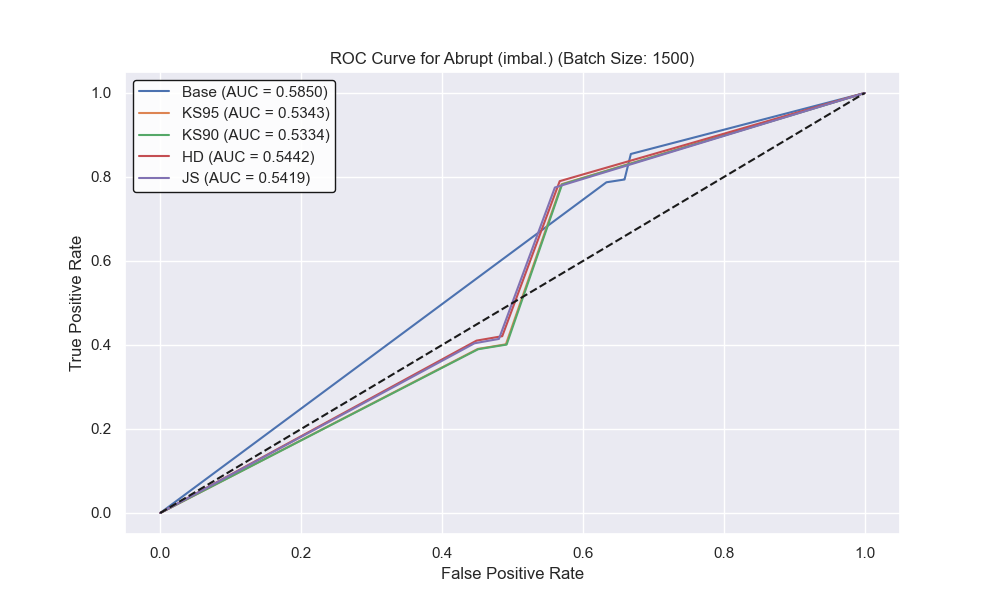 ROC Curve for Abrupt (imbal.) (Batch Size: 1500)
Base (AUC = 0.5850)
KS95 (AUC = 0.5343)
KS90 (AUC = 0.5334)
HD (AUC = 0.5442)
JS (AUC = 0.5419)
True Positive Rate
1.0
0.8
0.6
0.4
0.2
0.0
0.0 0.2 0.4 0.6 0.8 1.0
False Positive Rate